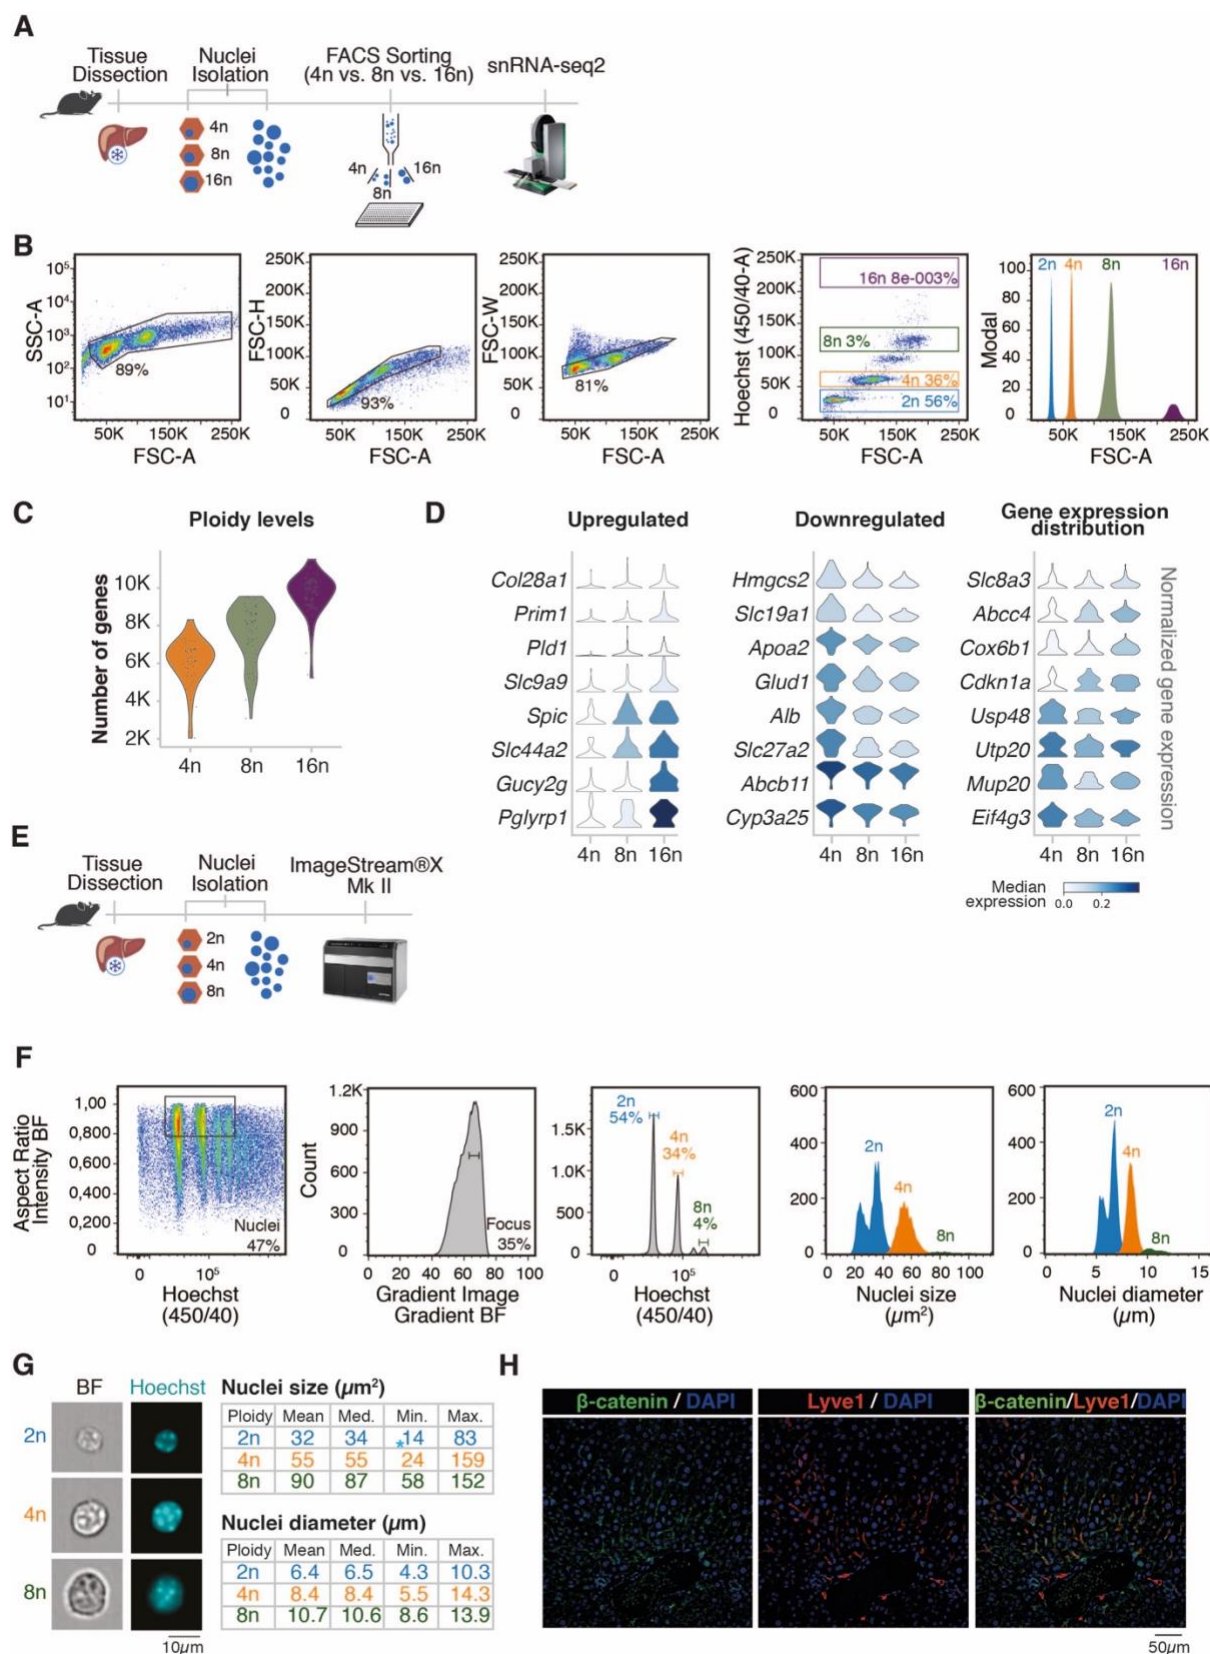 A
Tissue Dissection
Nuclei Isolation
FACS Sorting (4n vs. 8n vs. 16n)
snRNA-seq2
4n
8n
16n
4n
8n
16n
B
SSC-A
10⁵
10⁴
10³
10²
10¹
89%
50K 150K 250K
FSC-A
FSC-H
250K
200K
150K
100K
50K
0
93%
50K 150K 250K
FSC-A
FSC-W
250K
200K
150K
100K
50K
0
81%
50K 150K 250K
FSC-A
Hoechst (450/40-A)
250K
200K
150K
100K
50K
0
16n 8e-003%
8n 3%
4n 36%
2n 56%
50K 150K 250K
FSC-A
Modal
100
80
60
40
20
0
2n 4n 8n 16n
50K 150K 250K
FSC-A
C
Ploidy levels
Number of genes
10K
8K
6K
4K
2K
4n 8n 16n
D
Upregulated
Col28a1
Prim1
Pld1
Slc9a9
Spic
Slc44a2
Gucy2g
Pglyrp1
4n 8n 16n
Downregulated
Hmgcs2
Slc19a1
Apoa2
Glud1
Alb
Slc27a2
Abcb11
Cyp3a25
4n 8n 16n
Gene expression distribution
Slc8a3
Abcc4
Cox6b1
Cdkn1a
Usp48
Utp20
Mup20
Eif4g3
4n 8n 16n
Normalized gene expression
Median expression
0.0 0.2
E
Tissue Dissection
Nuclei Isolation
ImageStream®X Mk II
2n
4n
8n
F
Aspect Ratio Intensity BF
1,00
0,800
0,600
0,400
0,200
0
Nuclei 47%
0 10⁵
Hoechst (450/40)
Count
1.2K
900
600
300
0
Focus 35%
0 20 40 60 80 100
Gradient Image Gradient BF
1.5K
1.0K
500
0
2n 54%
4n 34%
8n 4%
0 10⁵
Hoechst (450/40)
600
400
200
0
2n
4n
8n
0 20 40 60 80 100
Nuclei size (µm²)
600
400
200
0
2n
4n
8n
0 5 10 15
Nuclei diameter (µm)
G
BF Hoechst
2n
4n
8n
10µm
Nuclei size (µm²)
Ploidy Mean Med. Min. Max.
2n 32 34 *14 83
4n 55 55 24 159
8n 90 87 58 152
Nuclei diameter (µm)
Ploidy Mean Med. Min. Max.
2n 6.4 6.5 4.3 10.3
4n 8.4 8.4 5.5 14.3
8n 10.7 10.6 8.6 13.9
H
β-catenin / DAPI
Lyve1 / DAPI
β-catenin/Lyve1/DAPI
50µm